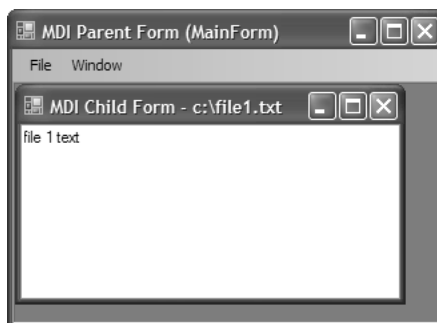 MDI Parent Form (MainForm)
File Window
MDI Child Form - c:\file1.txt
file 1 text